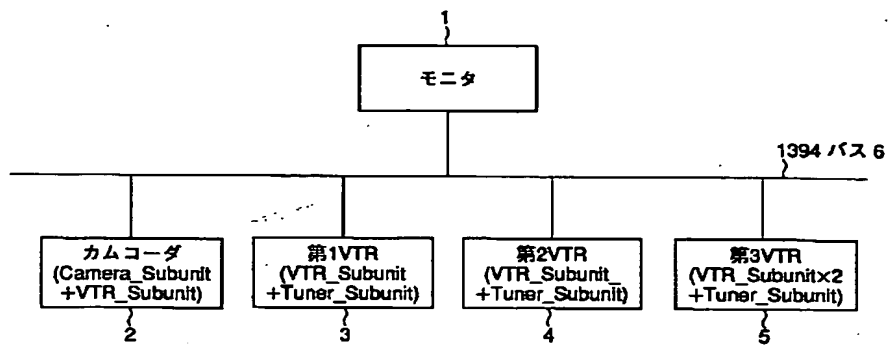 1
モニタ
1394 バス 6
カムコーダ
(Camera_Subunit
+VTR_Subunit)
2
第1VTR
(VTR_Subunit
+Tuner_Subunit)
3
第2VTR
(VTR_Subunit_
+Tuner_Subunit)
4
第3VTR
(VTR_Subunit×2
+Tuner_Subunit)
5